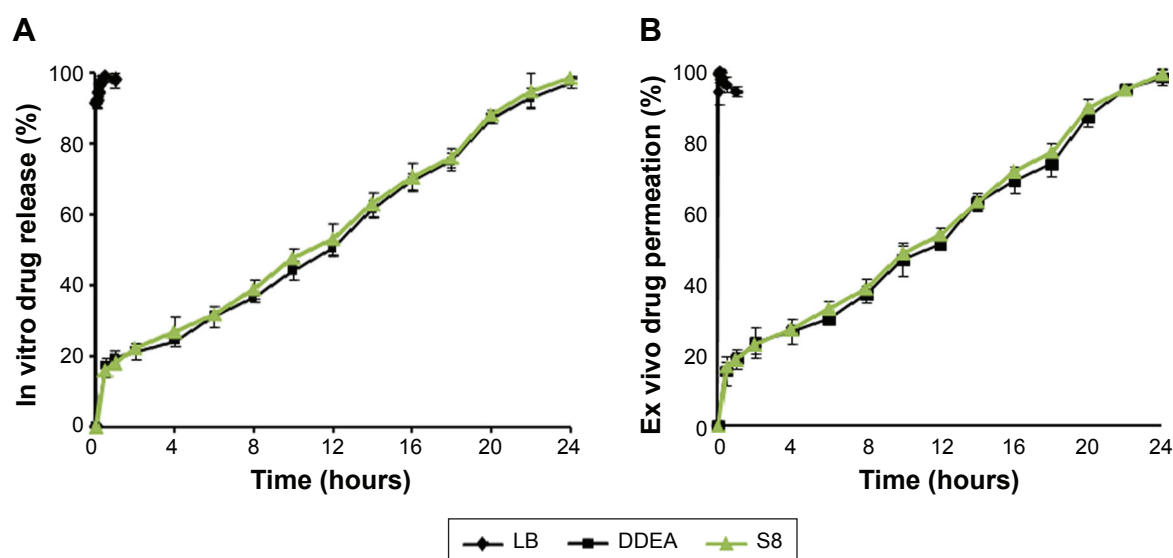 A
In vitro drug release (%)
100
80
60
40
20
0
0 4 8 12 16 20 24
Time (hours)
B
Ex vivo drug permeation (%)
100
80
60
40
20
0
0 4 8 12 16 20 24
Time (hours)
LB DDEA S8